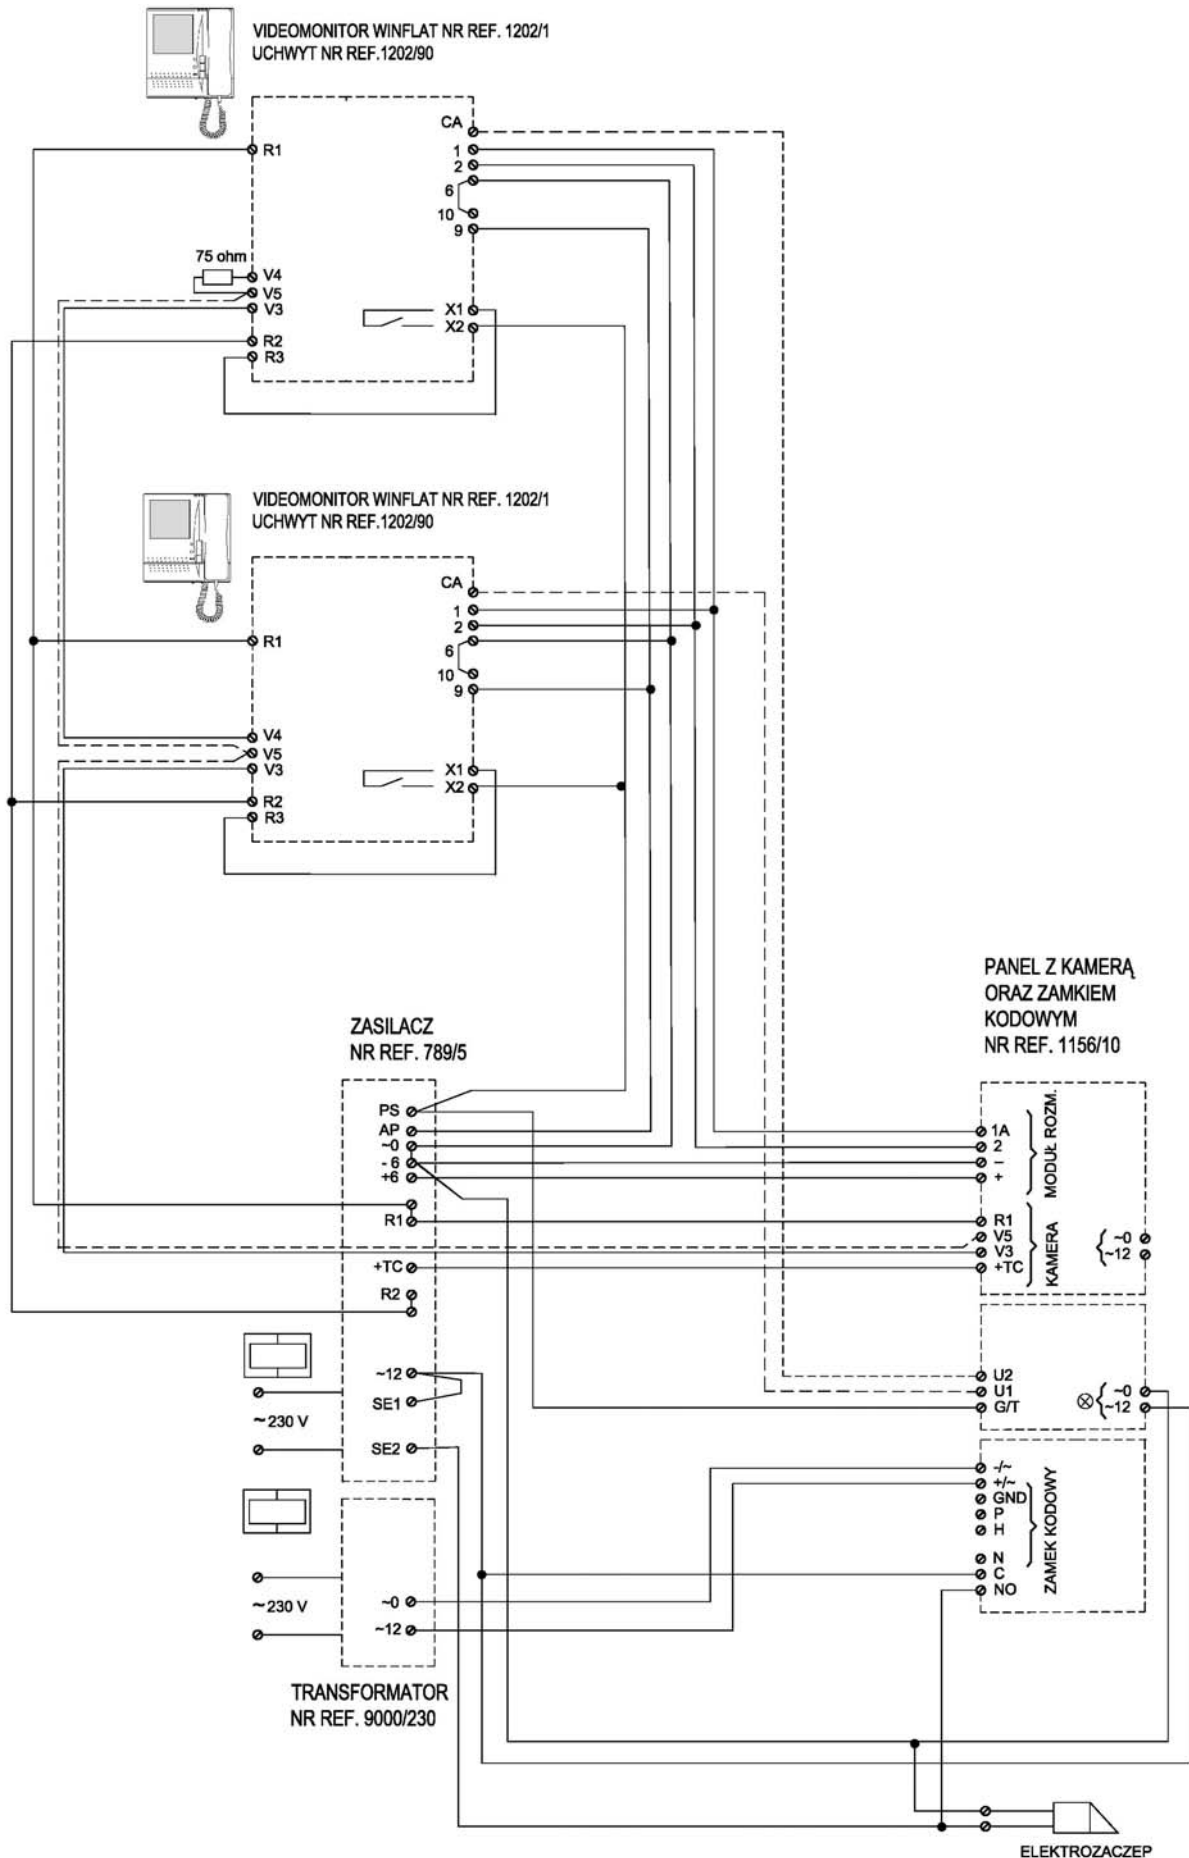 VIDEOMONITOR WINFLAT NR REF. 1202/1
UCHWYT NR REF.1202/90
CA
R1
1
2
6
10
9
75 ohm
V4
V5
V3
X1
X2
R2
R3
VIDEOMONITOR WINFLAT NR REF. 1202/1
UCHWYT NR REF.1202/90
CA
1
2
R1
6
10
9
V4
V5
V3
X1
X2
R2
R3
PANEL Z KAMERĄ
ORAZ ZAMKIEM
KODOWYM
NR REF. 1156/10
ZASILACZ
NR REF. 789/5
PS
AP
~0
- 6
+6
R1
+TC
R2
~12
SE1
SE2
~230 V
1A
2
–
+
MODUŁ ROZM.
R1
V5
V3
+TC
KAMERA
~0
~12
U2
U1
G/T
~0
~12
-/~
+/~
GND
P
H
N
C
NO
ZAMEK KODOWY
~230 V
~0
~12
TRANSFORMATOR
NR REF. 9000/230
ELEKTROZACZEP